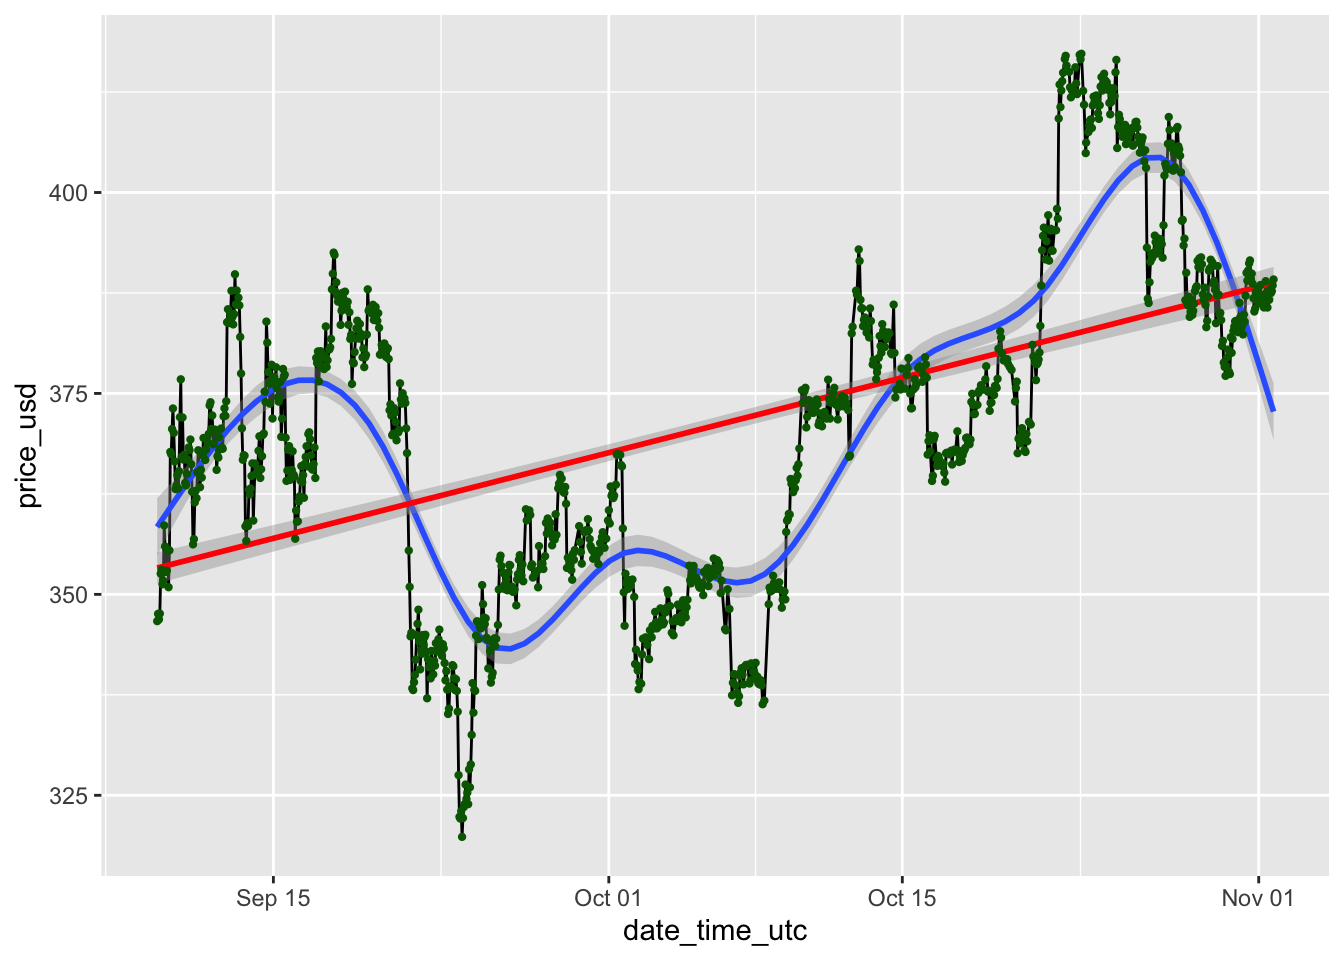 400
375
350
325
price_usd
Sep 15
Oct 01
Oct 15
Nov 01
date_time_utc